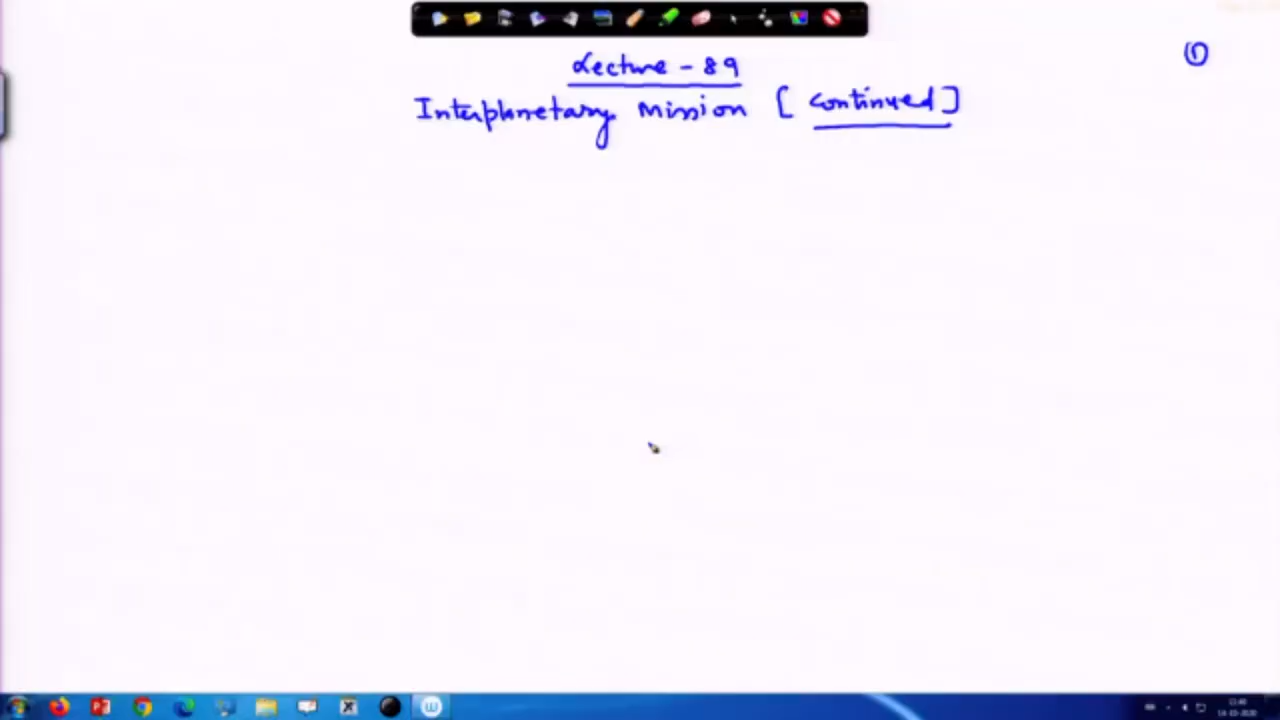 Lecture - 89
①
Interplanetary Mission [ Continued ]